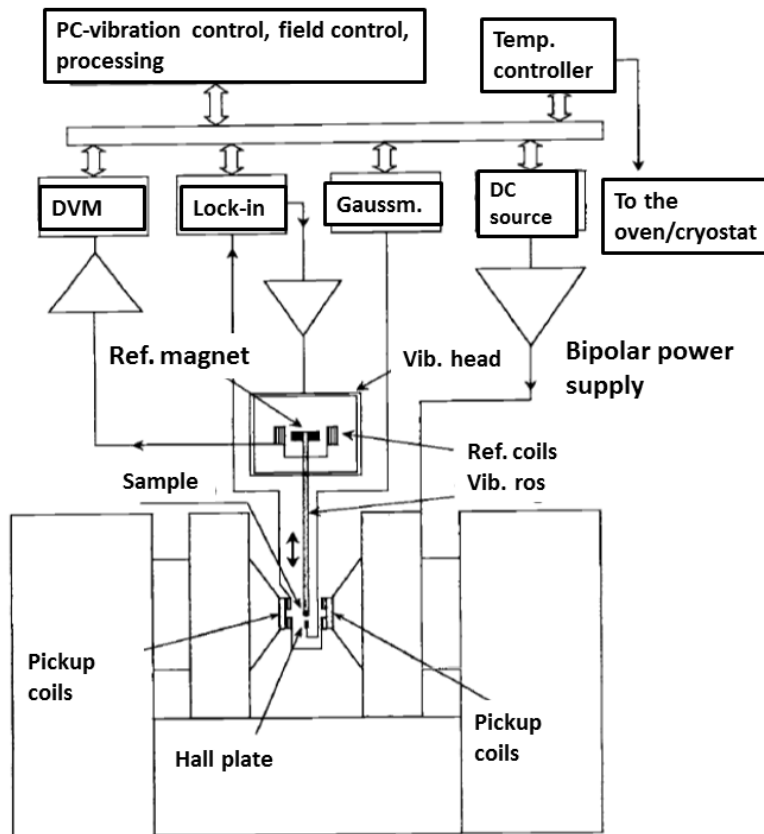 PC-vibration control, field control,
processing
Temp.
controller
DVM
Lock-in
Gaussm.
DC
source
To the
oven/cryostat
Ref. magnet
Vib. head
Bipolar power
supply
Ref. coils
Vib. ros
Sample
Pickup
coils
Pickup
coils
Hall plate